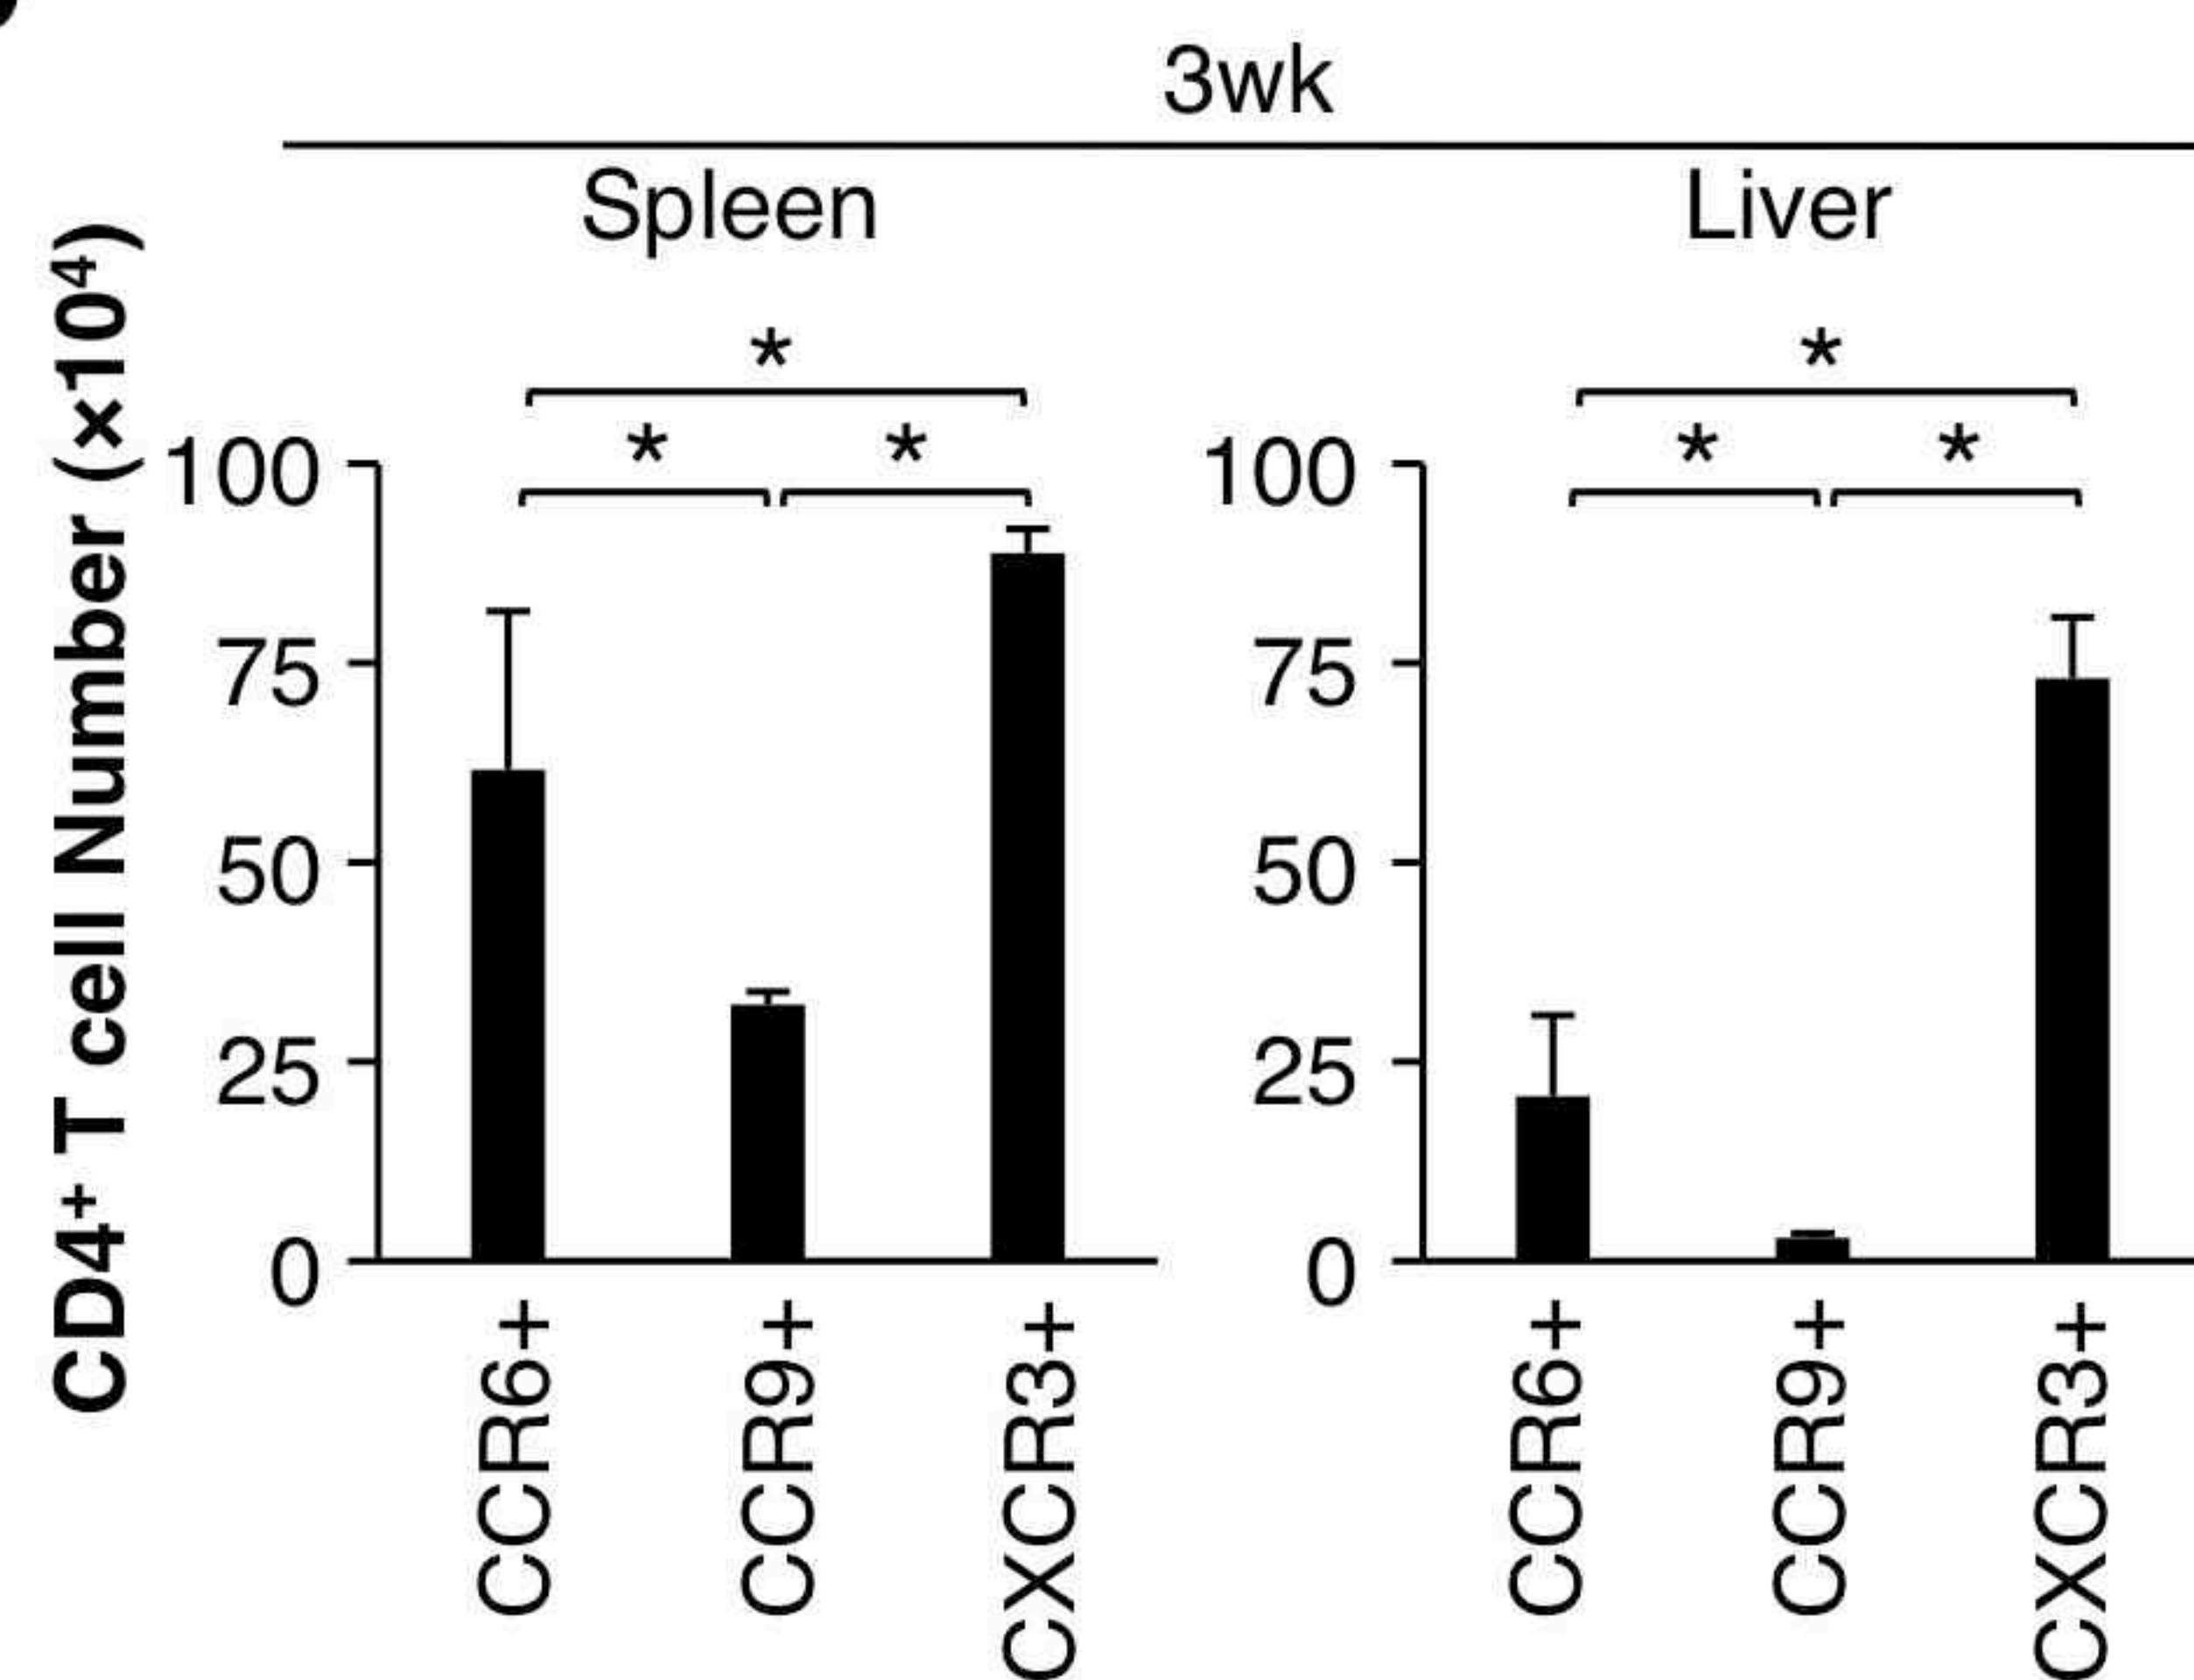 3wk
Spleen
Liver
CD4⁺ T cell Number (×10⁴)
*
* *
100
75
50
25
0
CCR6+
CCR9+
CXCR3+
*
* *
100
75
50
25
0
CCR6+
CCR9+
CXCR3+